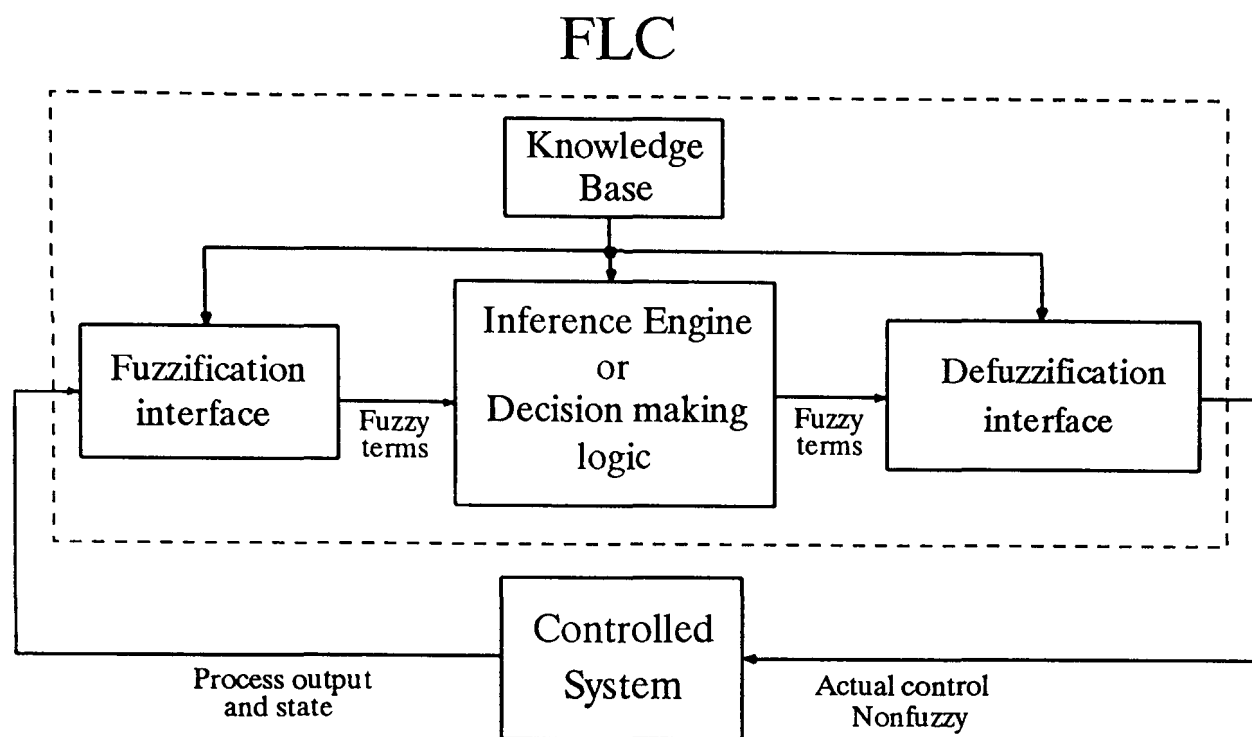 FLC
Knowledge
Base
Fuzzification
interface
Fuzzy
terms
Inference Engine
or
Decision making
logic
Fuzzy
terms
Defuzzification
interface
Controlled
System
Process output
and state
Actual control
Nonfuzzy